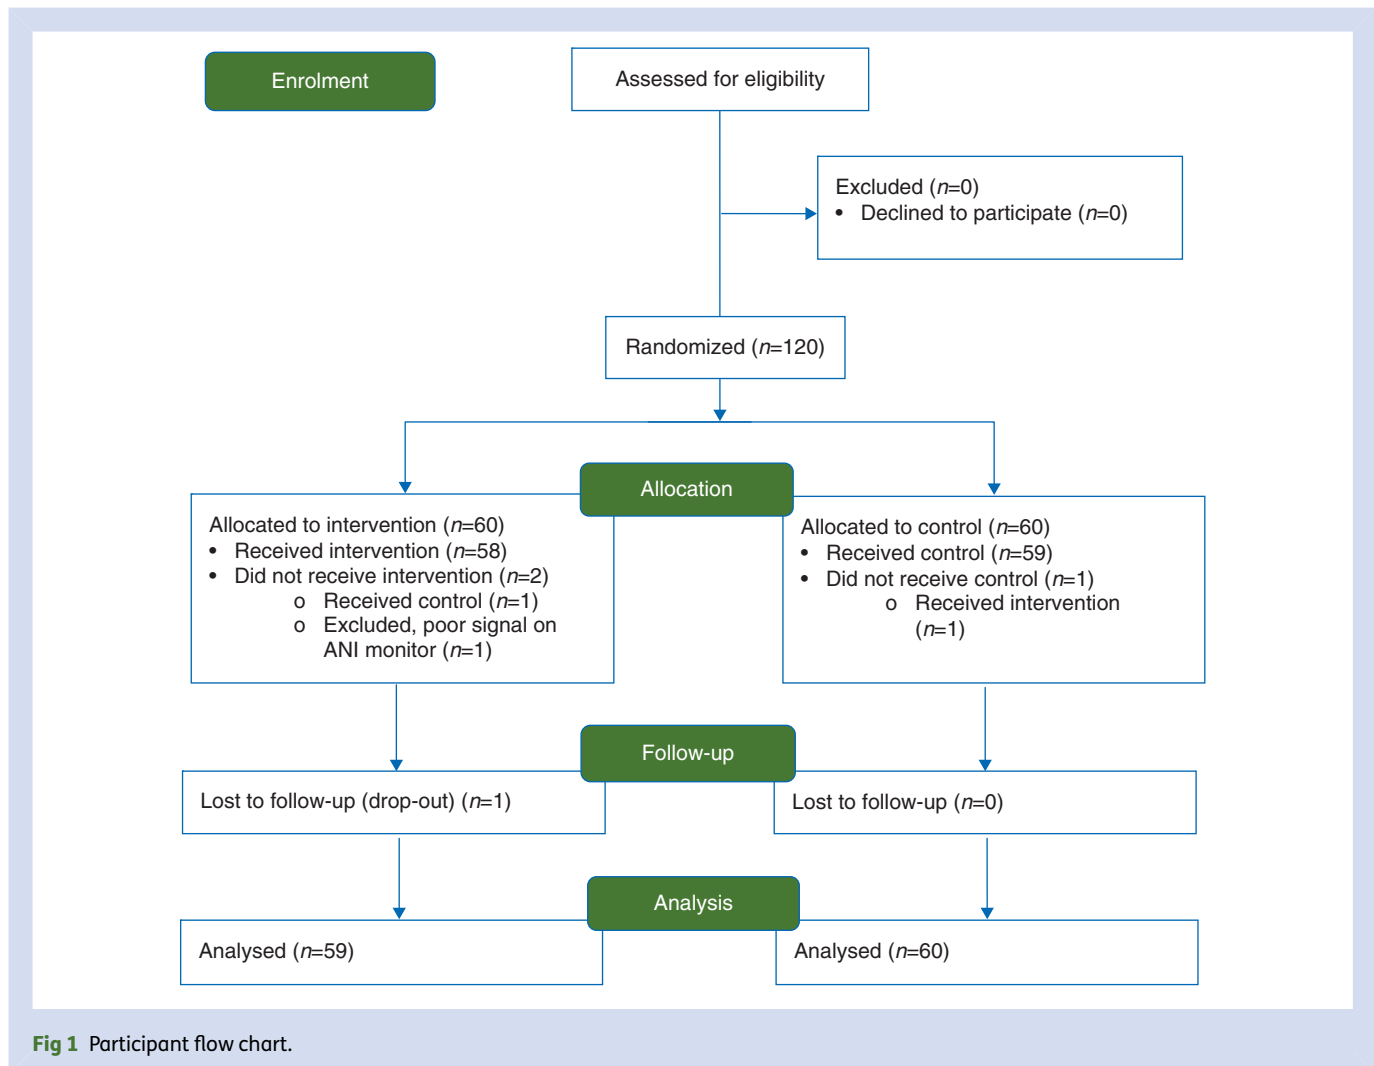 Enrolment
Assessed for eligibility
Excluded (n=0)
• Declined to participate (n=0)
Randomized (n=120)
Allocation
Allocated to intervention (n=60)
• Received intervention (n=58)
• Did not receive intervention (n=2)
o Received control (n=1)
o Excluded, poor signal on
ANI monitor (n=1)
Allocated to control (n=60)
• Received control (n=59)
• Did not receive control (n=1)
o Received intervention
(n=1)
Follow-up
Lost to follow-up (drop-out) (n=1)
Lost to follow-up (n=0)
Analysis
Analysed (n=59)
Analysed (n=60)
Fig 1 Participant flow chart.